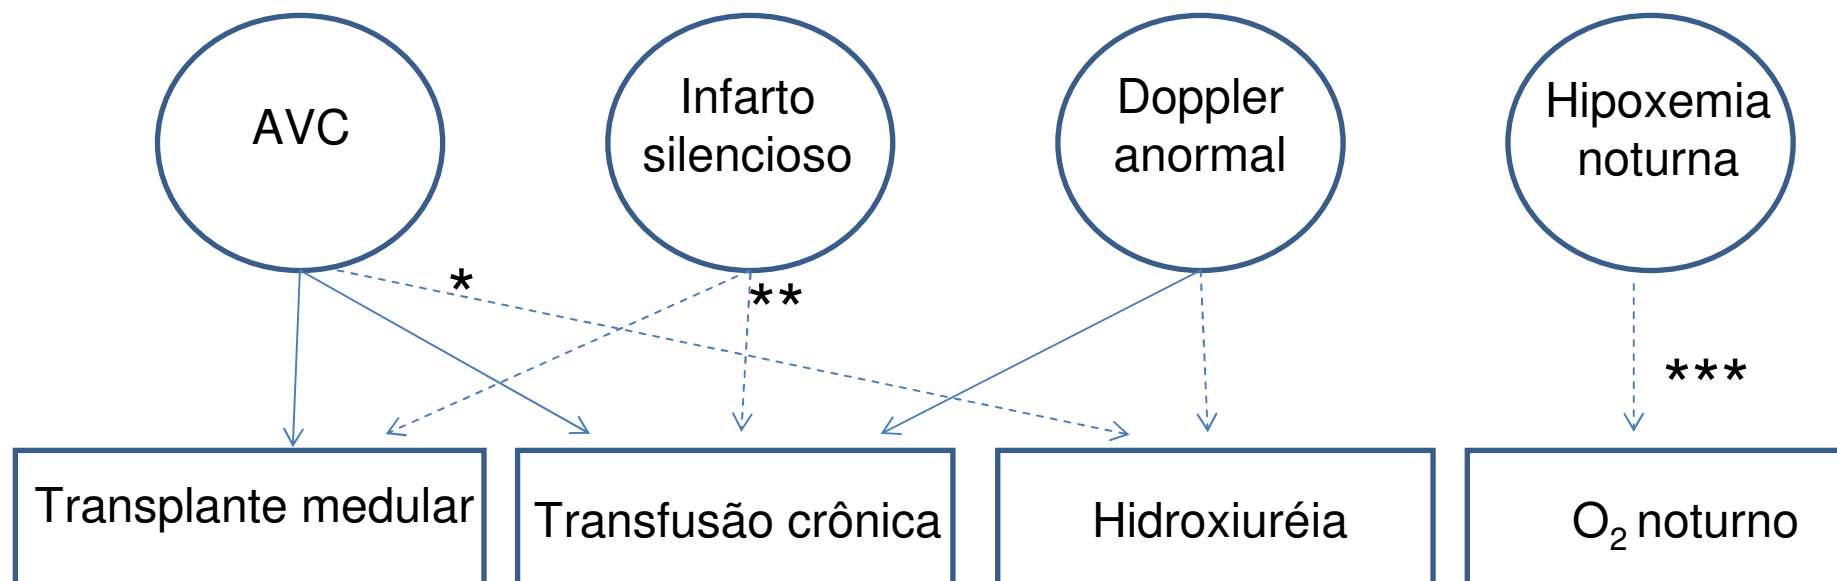 AVC
Infarto
silencioso
Doppler
anormal
Hipoxemia
noturna
*
**
***
Transplante medular
Transfusão crônica
Hidroxiuréia
O₂ noturno